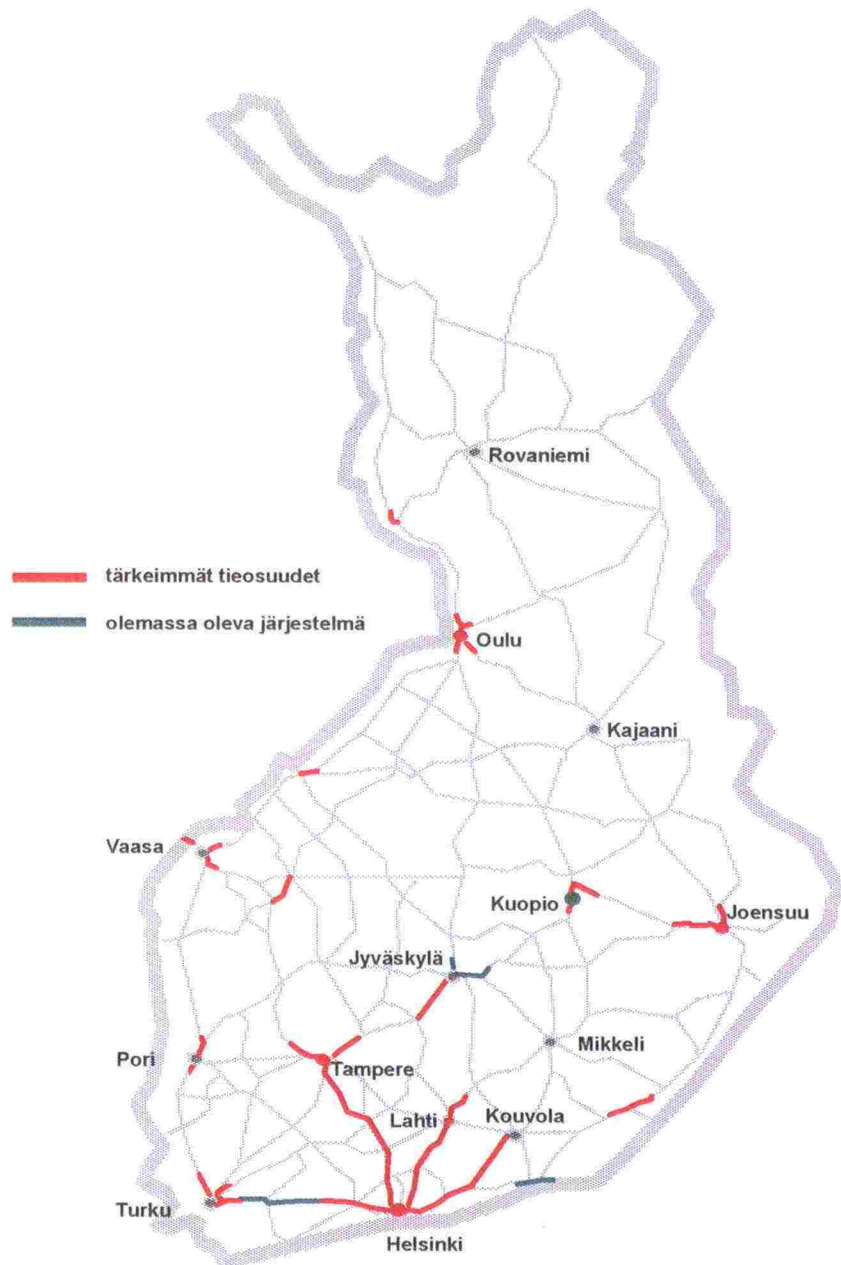 Rovaniemi
tärkeimmät tieosuudet
olemassa oleva järjestelmä
Oulu
Kajaani
Vaasa
Kuopio
Joensuu
Jyväskylä
Mikkeli
Pori
Tampere
Lahti
Kouvola
Turku
Helsinki